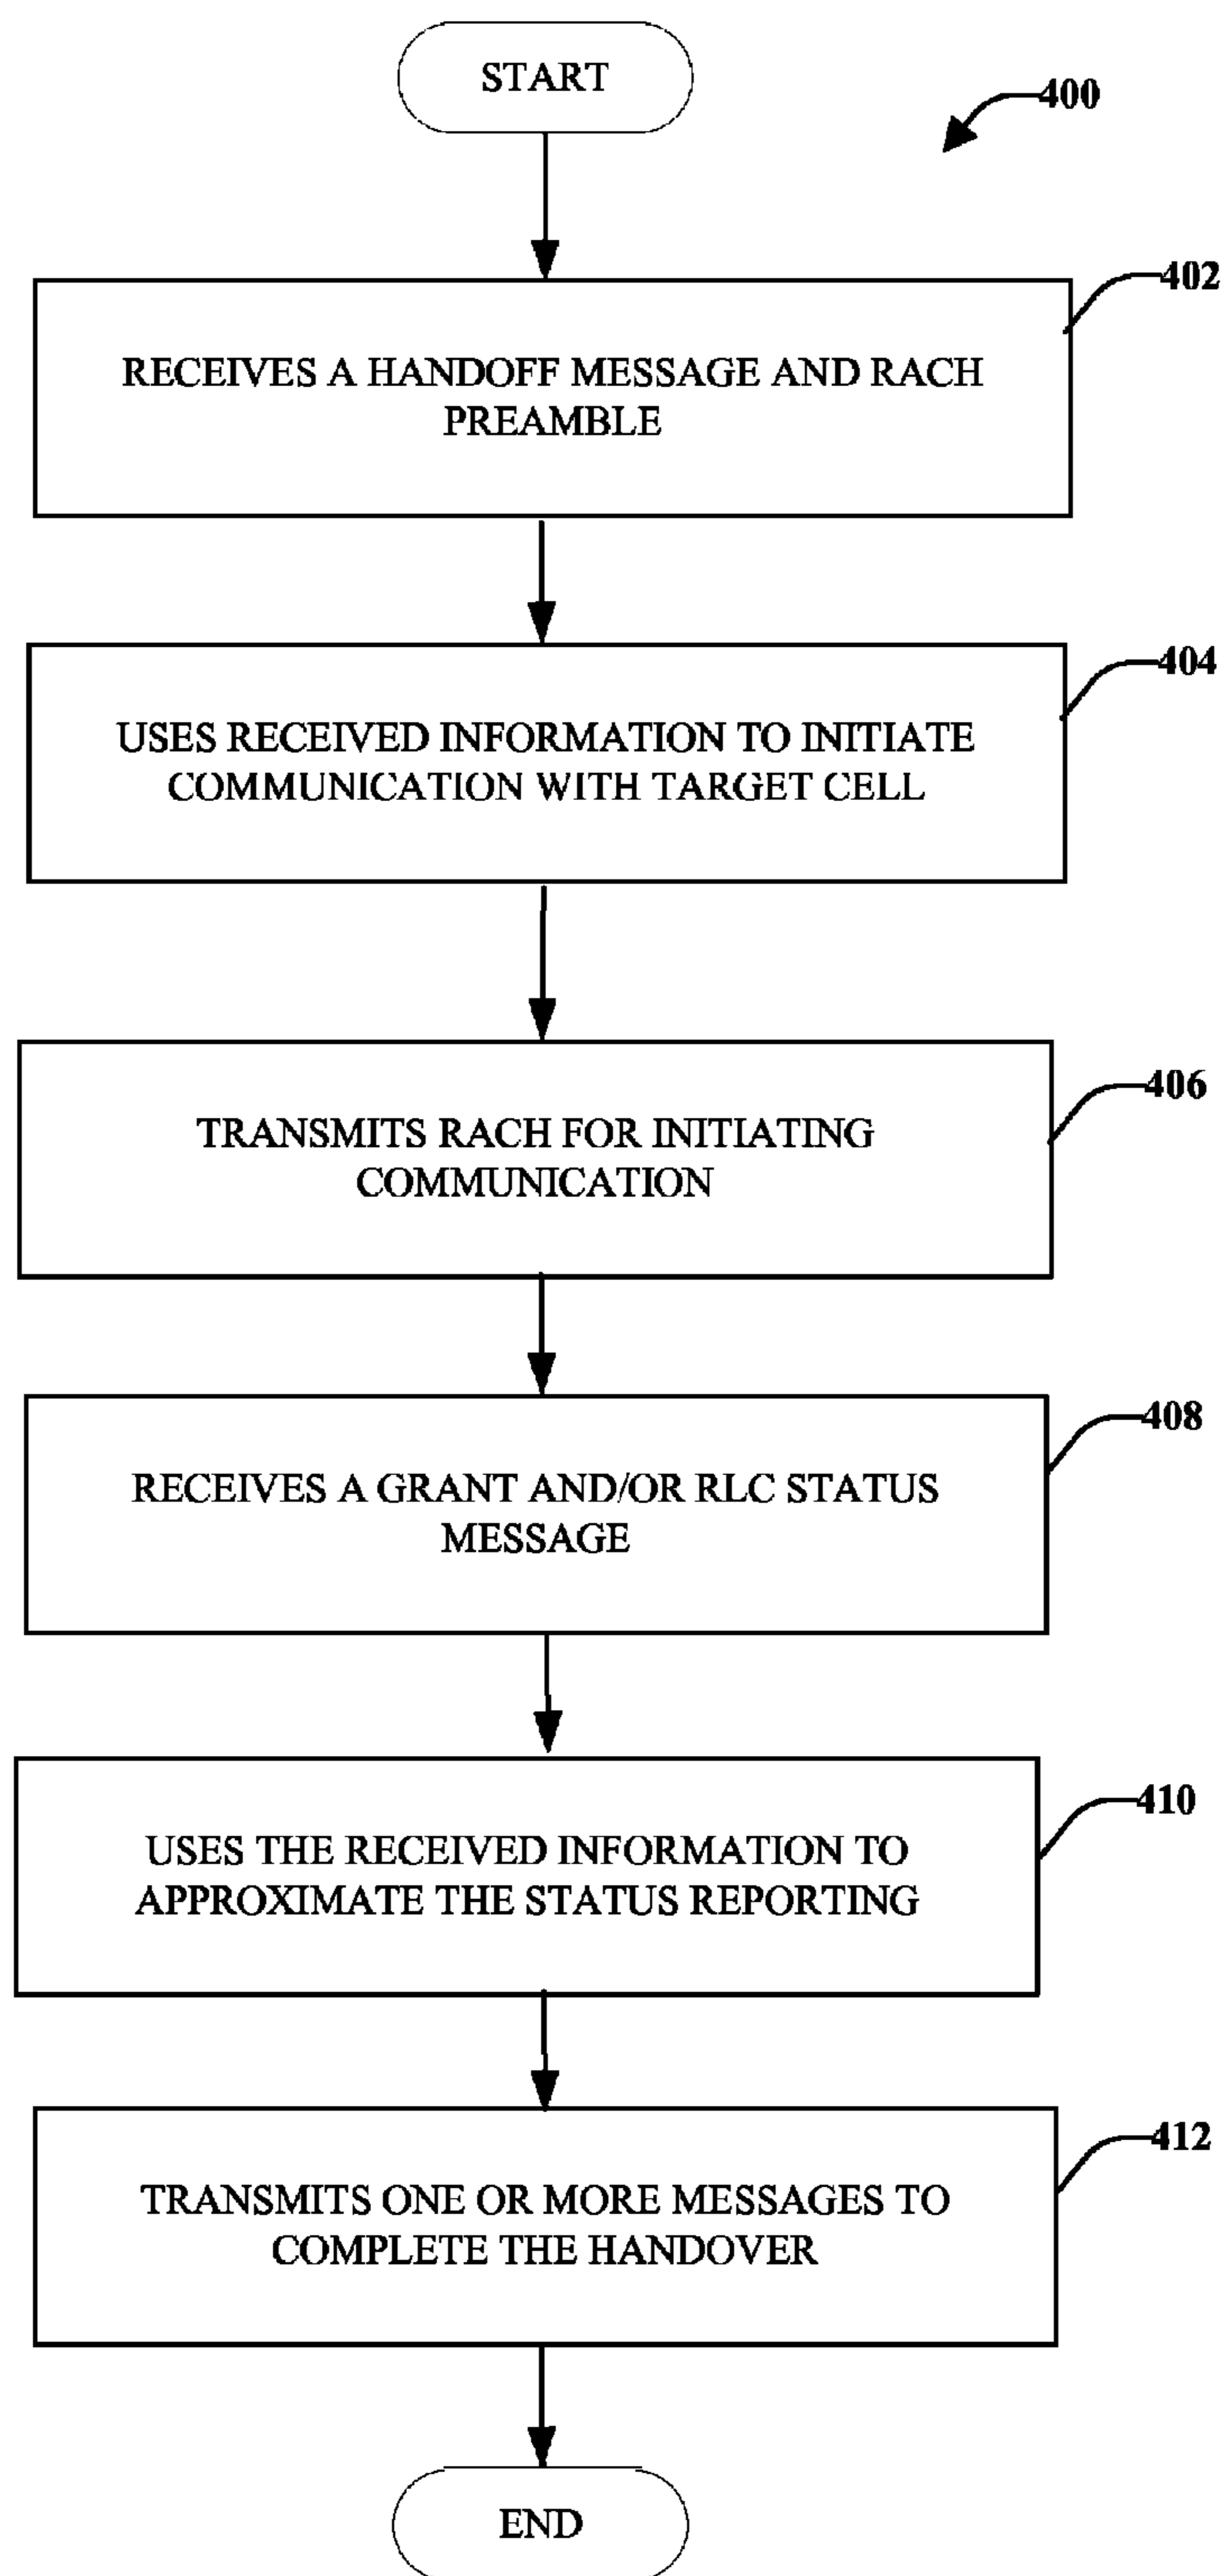 START
400
402
RECEIVES A HANDOFF MESSAGE AND RACH
PREAMBLE
404
USES RECEIVED INFORMATION TO INITIATE
COMMUNICATION WITH TARGET CELL
406
TRANSMITS RACH FOR INITIATING
COMMUNICATION
408
RECEIVES A GRANT AND/OR RLC STATUS
MESSAGE
410
USES THE RECEIVED INFORMATION TO
APPROXIMATE THE STATUS REPORTING
412
TRANSMITS ONE OR MORE MESSAGES TO
COMPLETE THE HANDOVER
END